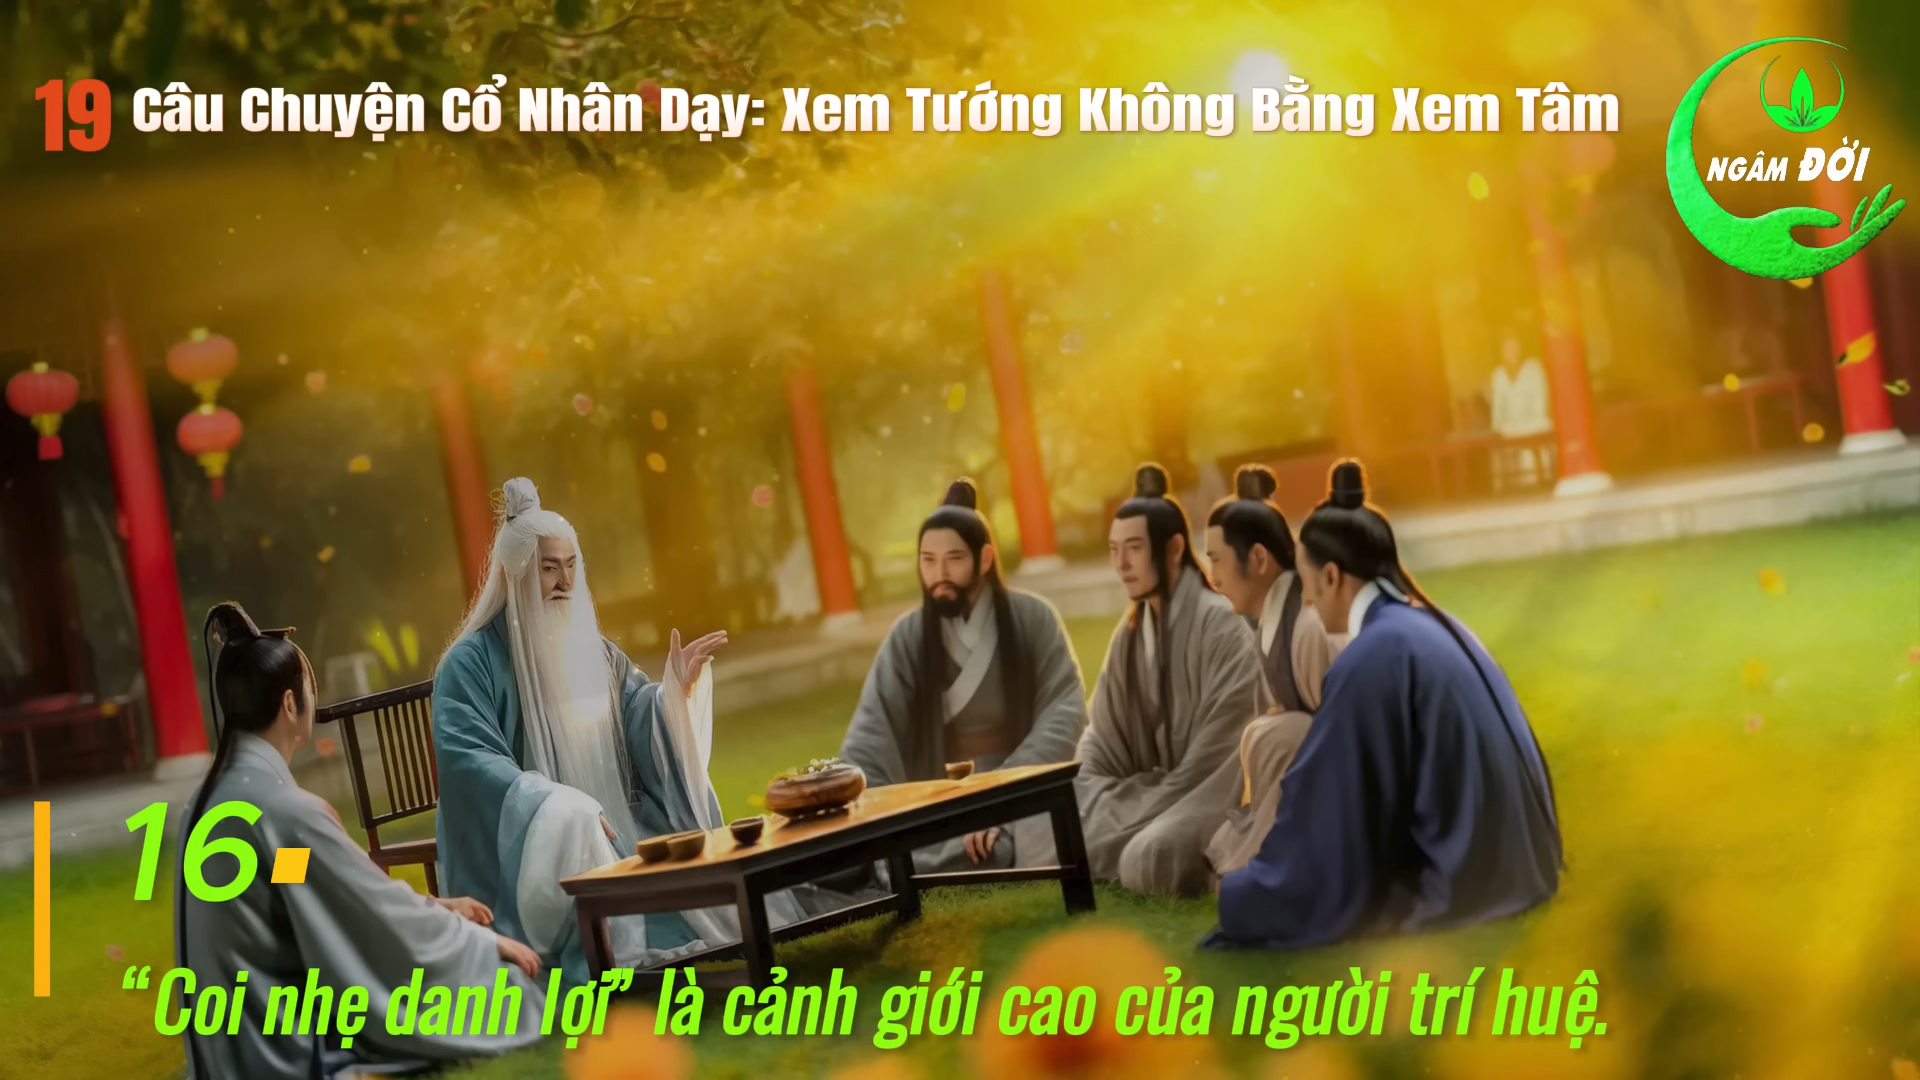 19 Câu Chuyện Cổ Nhân Dạy: Xem Tướng Không Bằng Xem Tâm
NGÂM ĐỜI
16
“Coi nhẹ danh lợi” là cảnh giới cao của người trí huệ.